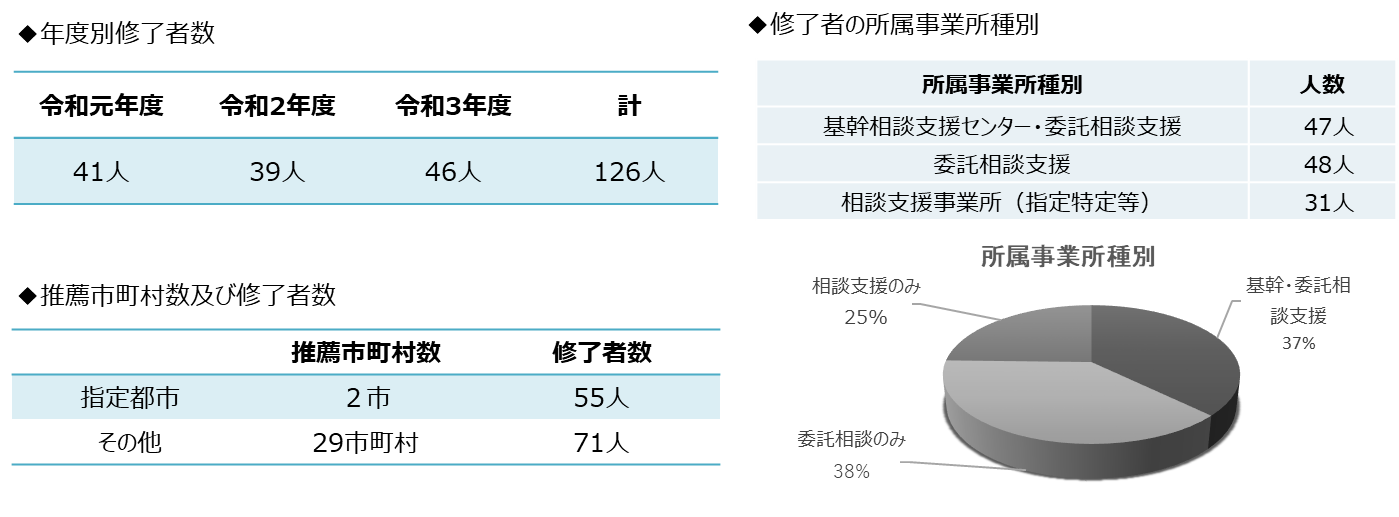 ◆年度別修了者数
令和元年度 令和2年度 令和3年度 計
41人 39人 46人 126人
◆推薦市町村数及び修了者数
推薦市町村数 修了者数
指定都市 2市 55人
その他 29市町村 71人
◆修了者の所属事業所種別
所属事業所種別 人数
基幹相談支援センター・委託相談支援 47人
委託相談支援 48人
相談支援事業所（指定特定等） 31人
所属事業所種別
相談支援のみ
25%
基幹・委託相
談支援
37%
委託相談のみ
38%